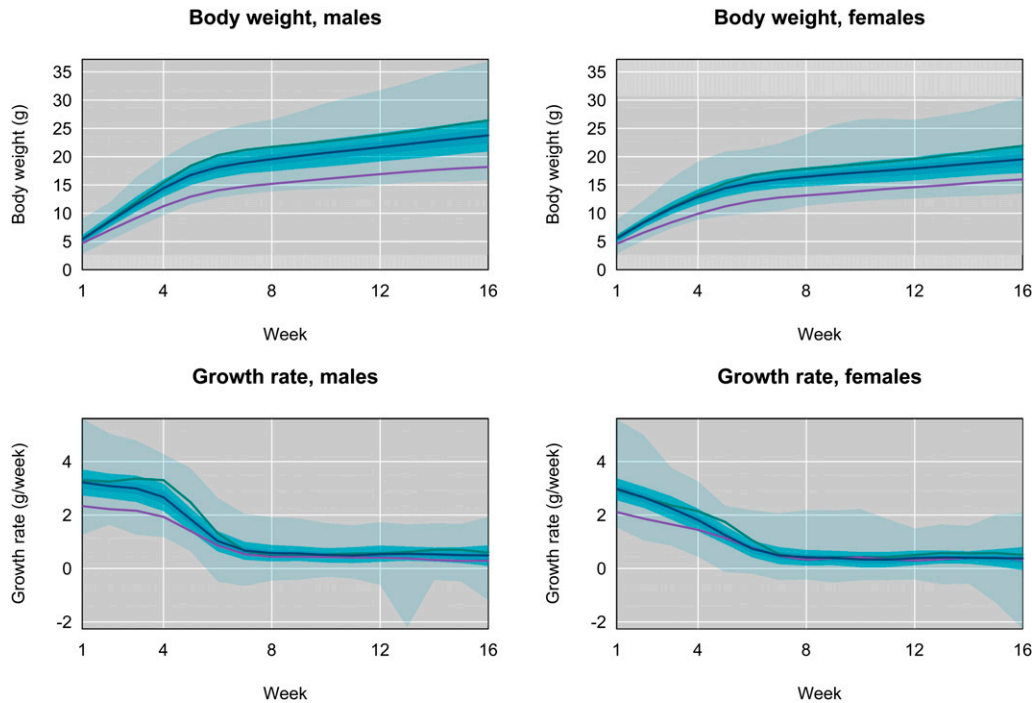 Body weight, males
Body weight (g)
35
30
25
20
15
10
5
0
1 4 8 12 16
Week
Body weight, females
Body weight (g)
35
30
25
20
15
10
5
0
1 4 8 12 16
Week
Growth rate, males
Growth rate (g/week)
4
2
0
-2
1 4 8 12 16
Week
Growth rate, females
Growth rate (g/week)
4
2
0
-2
1 4 8 12 16
Week